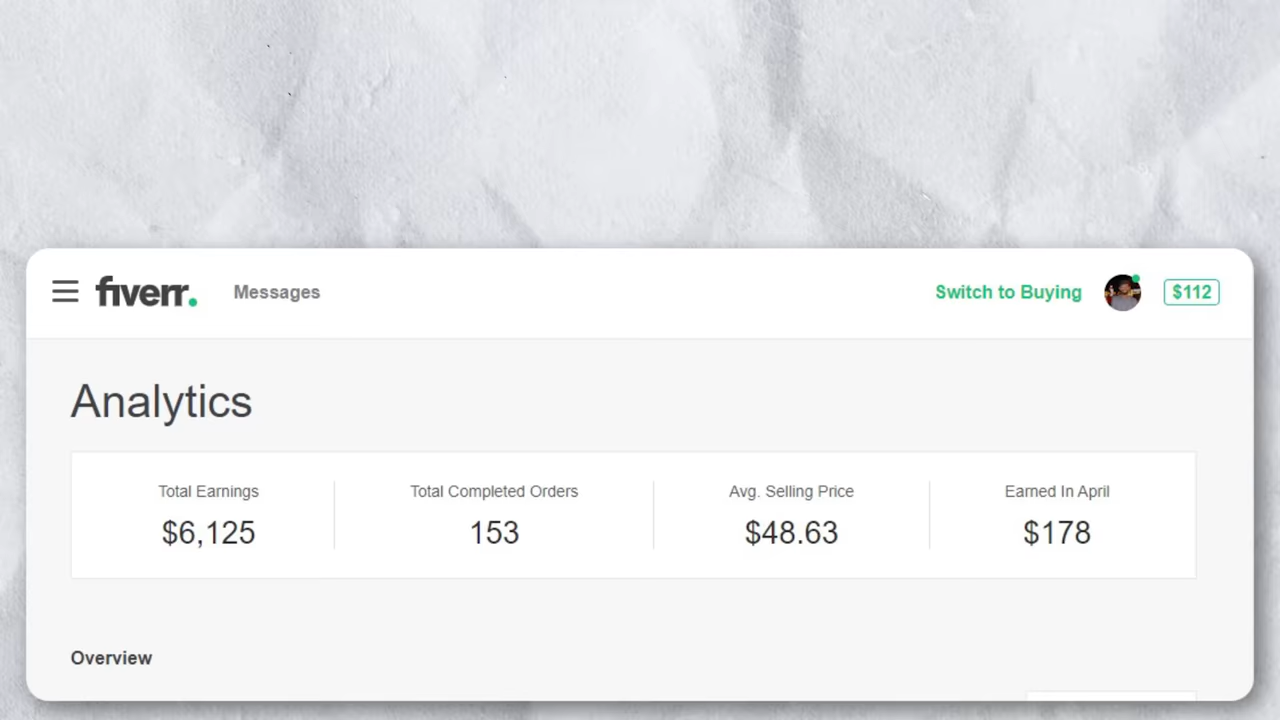 fiverr. Messages Switch to Buying $112
Analytics
Total Earnings Total Completed Orders Avg. Selling Price Earned In April
$6,125 153 $48.63 $178
Overview